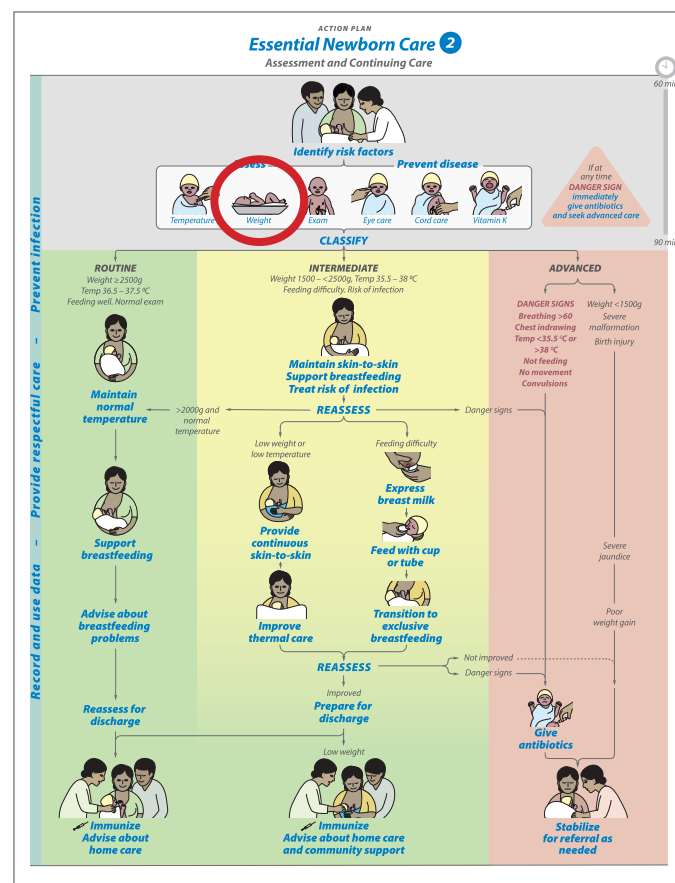 ACTION PLAN
Essential Newborn Care 2
Assessment and Continuing Care
60 min
Identify risk factors
Assess
Prevent disease
Temperature
Weight
Exam
Eye care
Cord care
Vitamin K
If at
any time
DANGER SIGN
immediately
give antibiotics
and seek advanced care
CLASSIFY
90 min
ROUTINE
Weight ≥2500g
Temp 36.5 – 37.5 ºC
Feeding well. Normal exam
Maintain
normal
temperature
Support
breastfeeding
Advise about
breastfeeding
problems
Reassess for
discharge
Immunize
Advise about
home care
INTERMEDIATE
Weight 1500 – <2500g, Temp 35.5 – 38 ºC
Feeding difficulty. Risk of infection
Maintain skin-to-skin
Support breastfeeding
Treat risk of infection
REASSESS
>2000g and
normal
temperature
Danger signs
Low weight or
low temperature
Provide
continuous
skin-to-skin
Improve
thermal care
Feeding difficulty
Express
breast milk
Feed with cup
or tube
Transition to
exclusive
breastfeeding
REASSESS
Not improved
Danger signs
Improved
Prepare for
discharge
Low weight
Immunize
Advise about home care
and community support
ADVANCED
DANGER SIGNS
Breathing >60
Chest indrawing
Temp <35.5 ºC or
>38 ºC
Not feeding
No movement
Convulsions
Weight <1500g
Severe
malformation
Birth injury
Severe
jaundice
Poor
weight gain
Give
antibiotics
Stabilize
for referral as
needed
Record and use data – Provide respectful care – Prevent infection